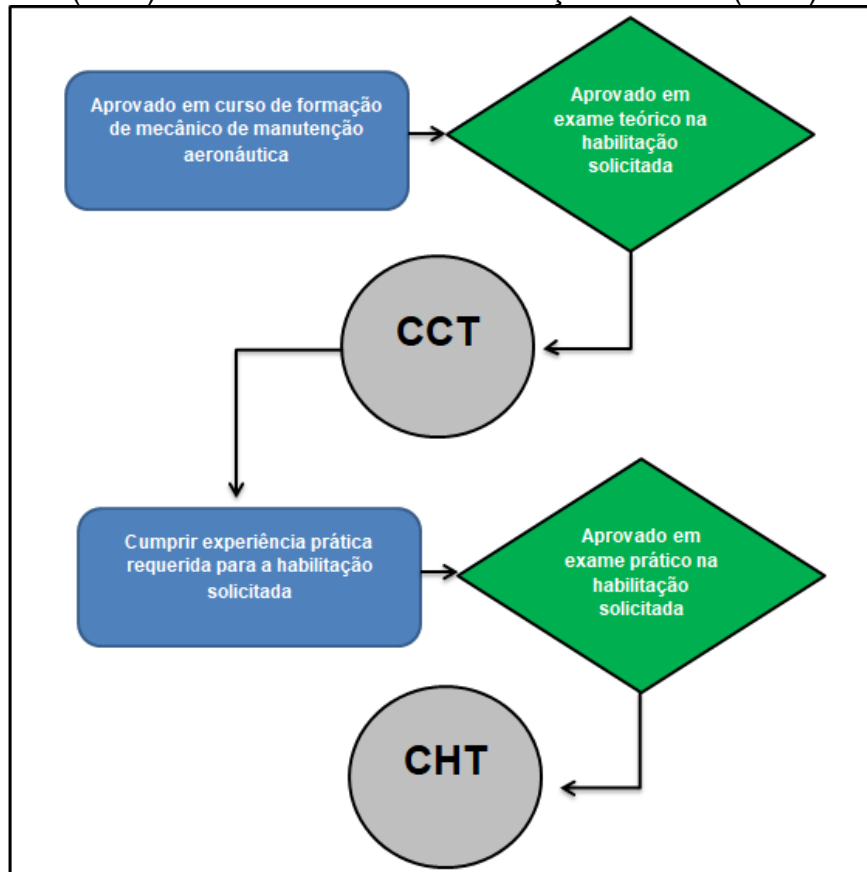 Aprovado em curso de formação
de mecânico de manutenção
aeronáutica
Aprovado em
exame teórico na
habilitação
solicitada
CCT
Cumprir experiência prática
requerida para a habilitação
solicitada
Aprovado em
exame prático na
habilitação
solicitada
CHT